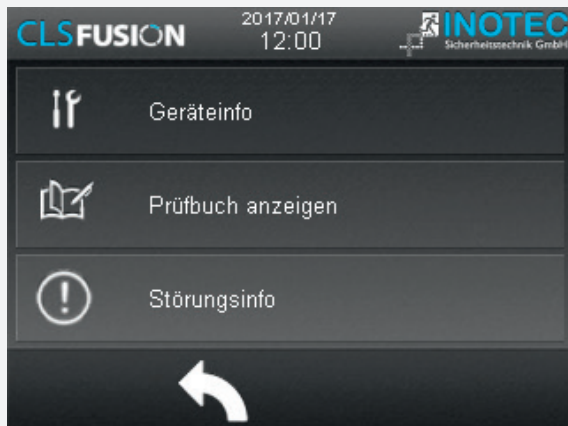 CLSFUSION
2017/01/17
12:00
INOTEC
Sicherheitstechnik GmbH
Geräteinfo
Prüfbuch anzeigen
Störungsinfo